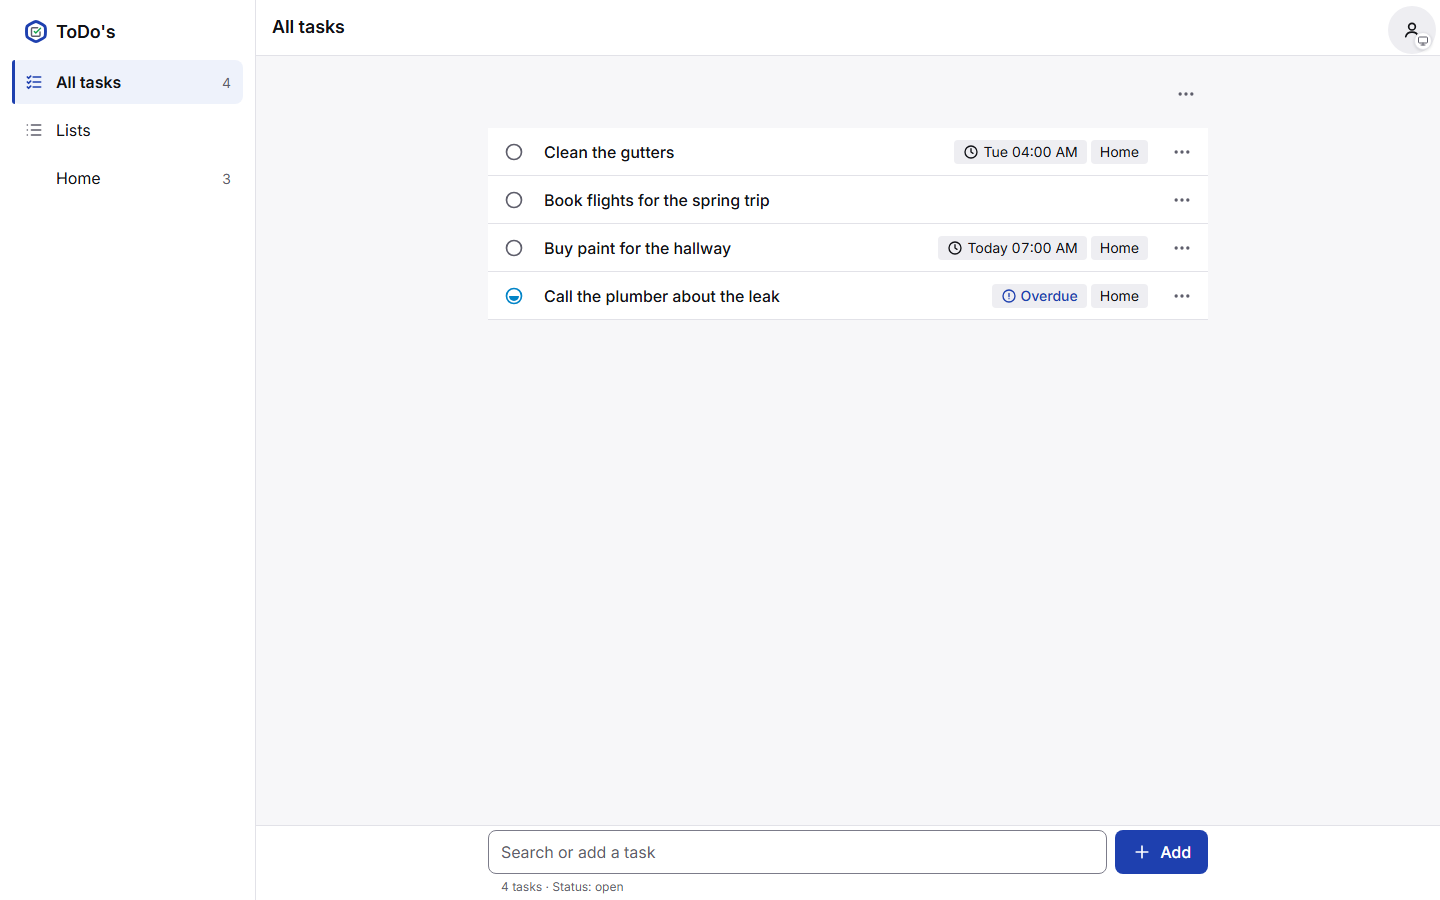 ToDo's
All tasks 4
Lists
Home 3
All tasks
Clean the gutters Tue 04:00 AM Home
Book flights for the spring trip
Buy paint for the hallway Today 07:00 AM Home
Call the plumber about the leak Overdue Home
Search or add a task
Add
4 tasks · Status: open